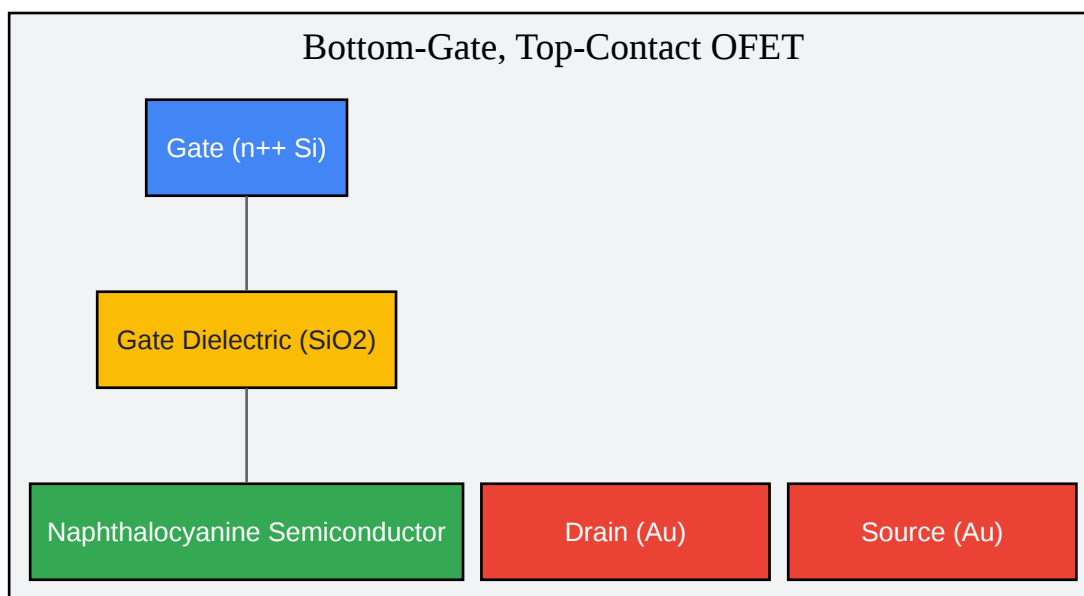 Bottom-Gate, Top-Contact OFET
Gate (n++ Si)
Gate Dielectric (SiO2)
Naphthalocyanine Semiconductor
Drain (Au)
Source (Au)